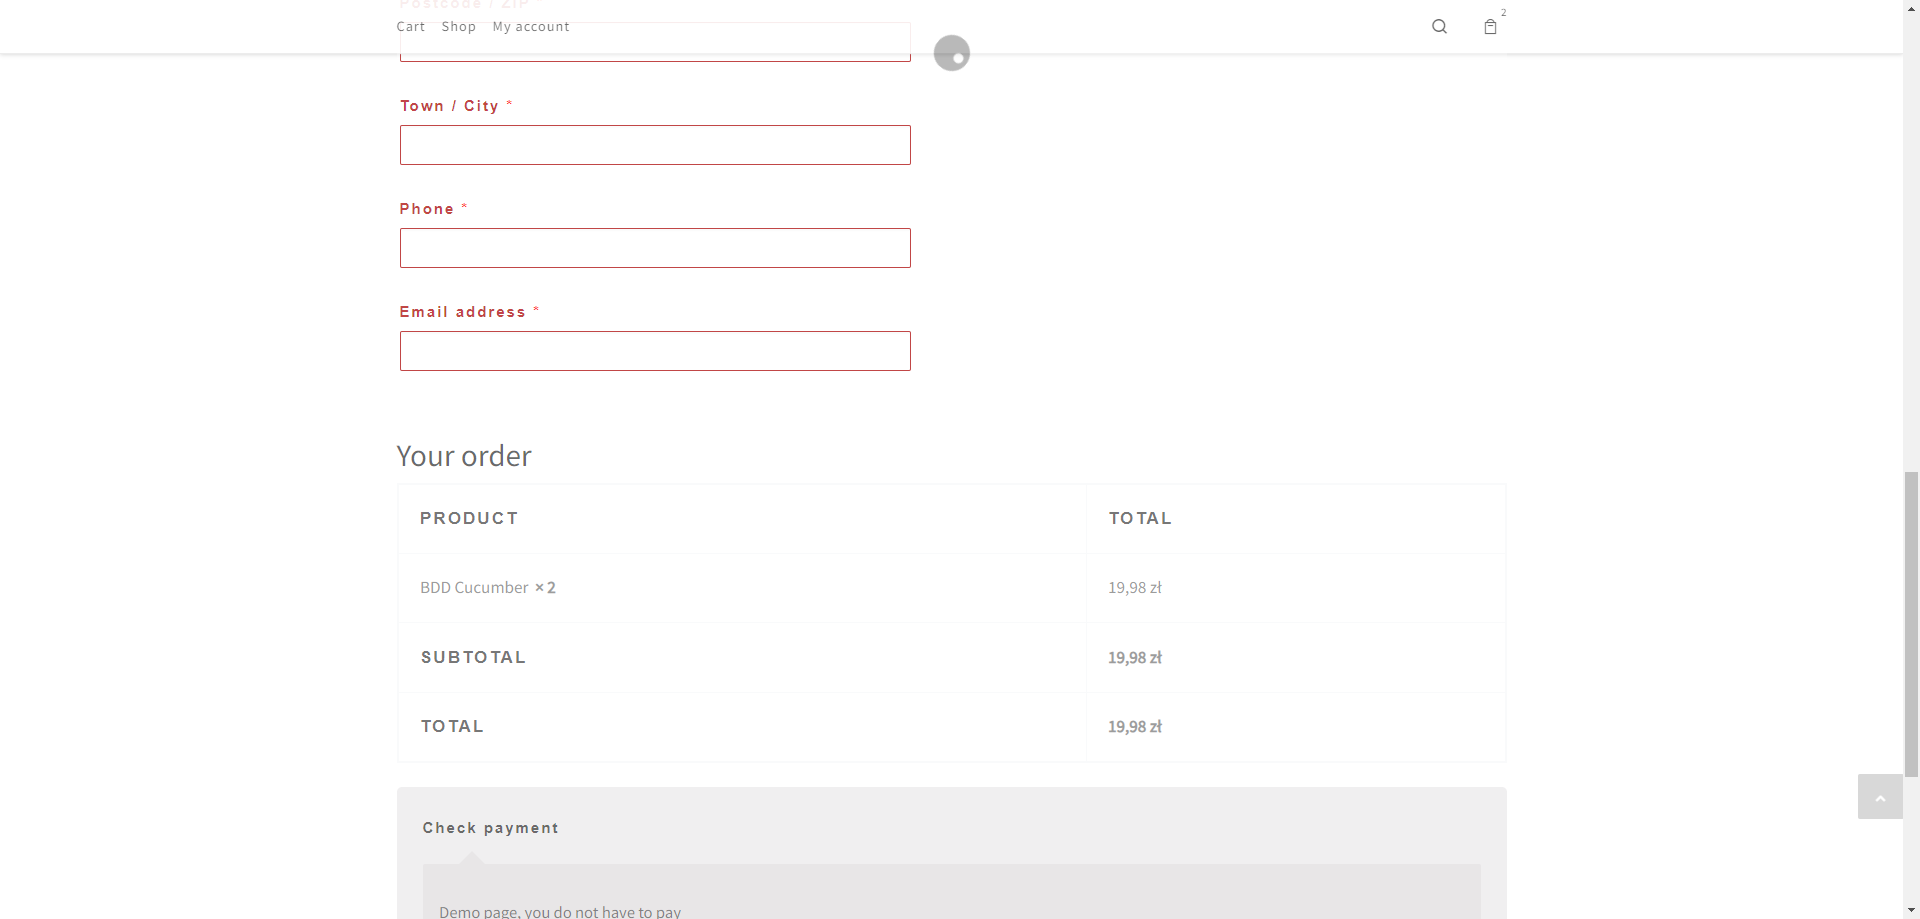 Postcode / ZIP *
Cart Shop My account 2
Town / City *
Phone *
Email address *
Your order
PRODUCT TOTAL
BDD Cucumber × 2 19,98 zł
SUBTOTAL 19,98 zł
TOTAL 19,98 zł
Check payment
Demo page, you do not have to pay